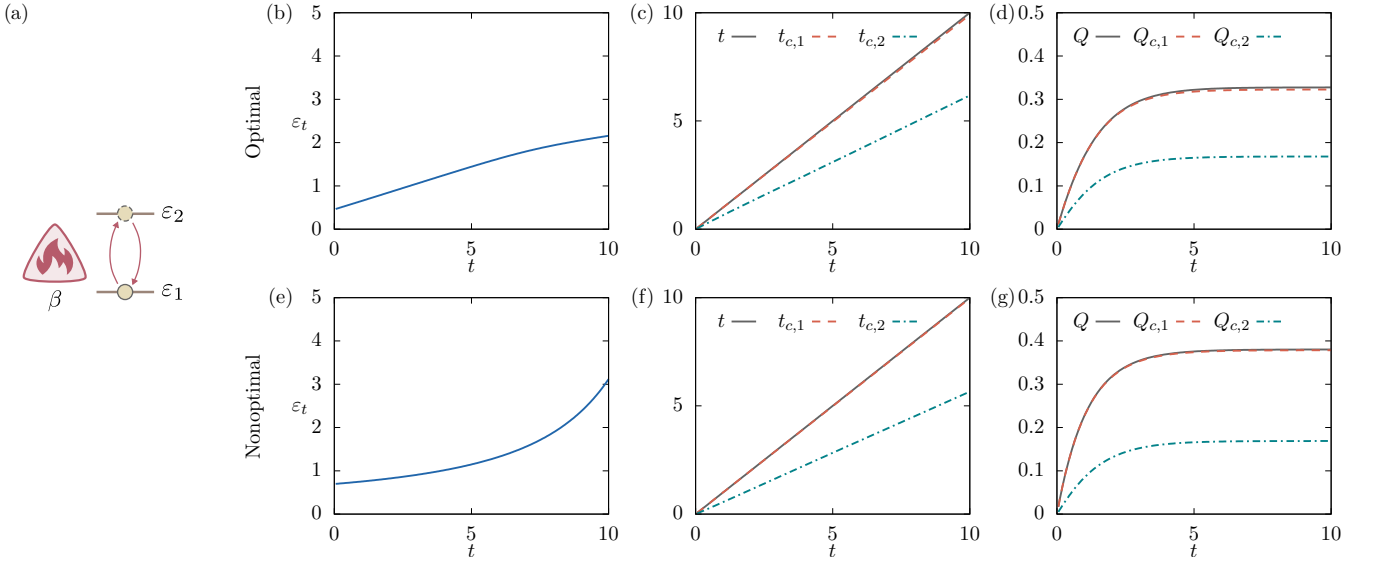 (a)
β
ε₂
ε₁
Optimal
(b)
εₜ
5
4
3
2
1
0
0 5 10
t
(c)
t t_{c,1} t_{c,2}
10
5
0
0 5 10
t
(d)
Q Q_{c,1} Q_{c,2}
0.5
0.4
0.3
0.2
0.1
0
0 5 10
t
Nonoptimal
(e)
εₜ
5
4
3
2
1
0
0 5 10
t
(f)
t t_{c,1} t_{c,2}
10
5
0
0 5 10
t
(g)
Q Q_{c,1} Q_{c,2}
0.5
0.4
0.3
0.2
0.1
0
0 5 10
t